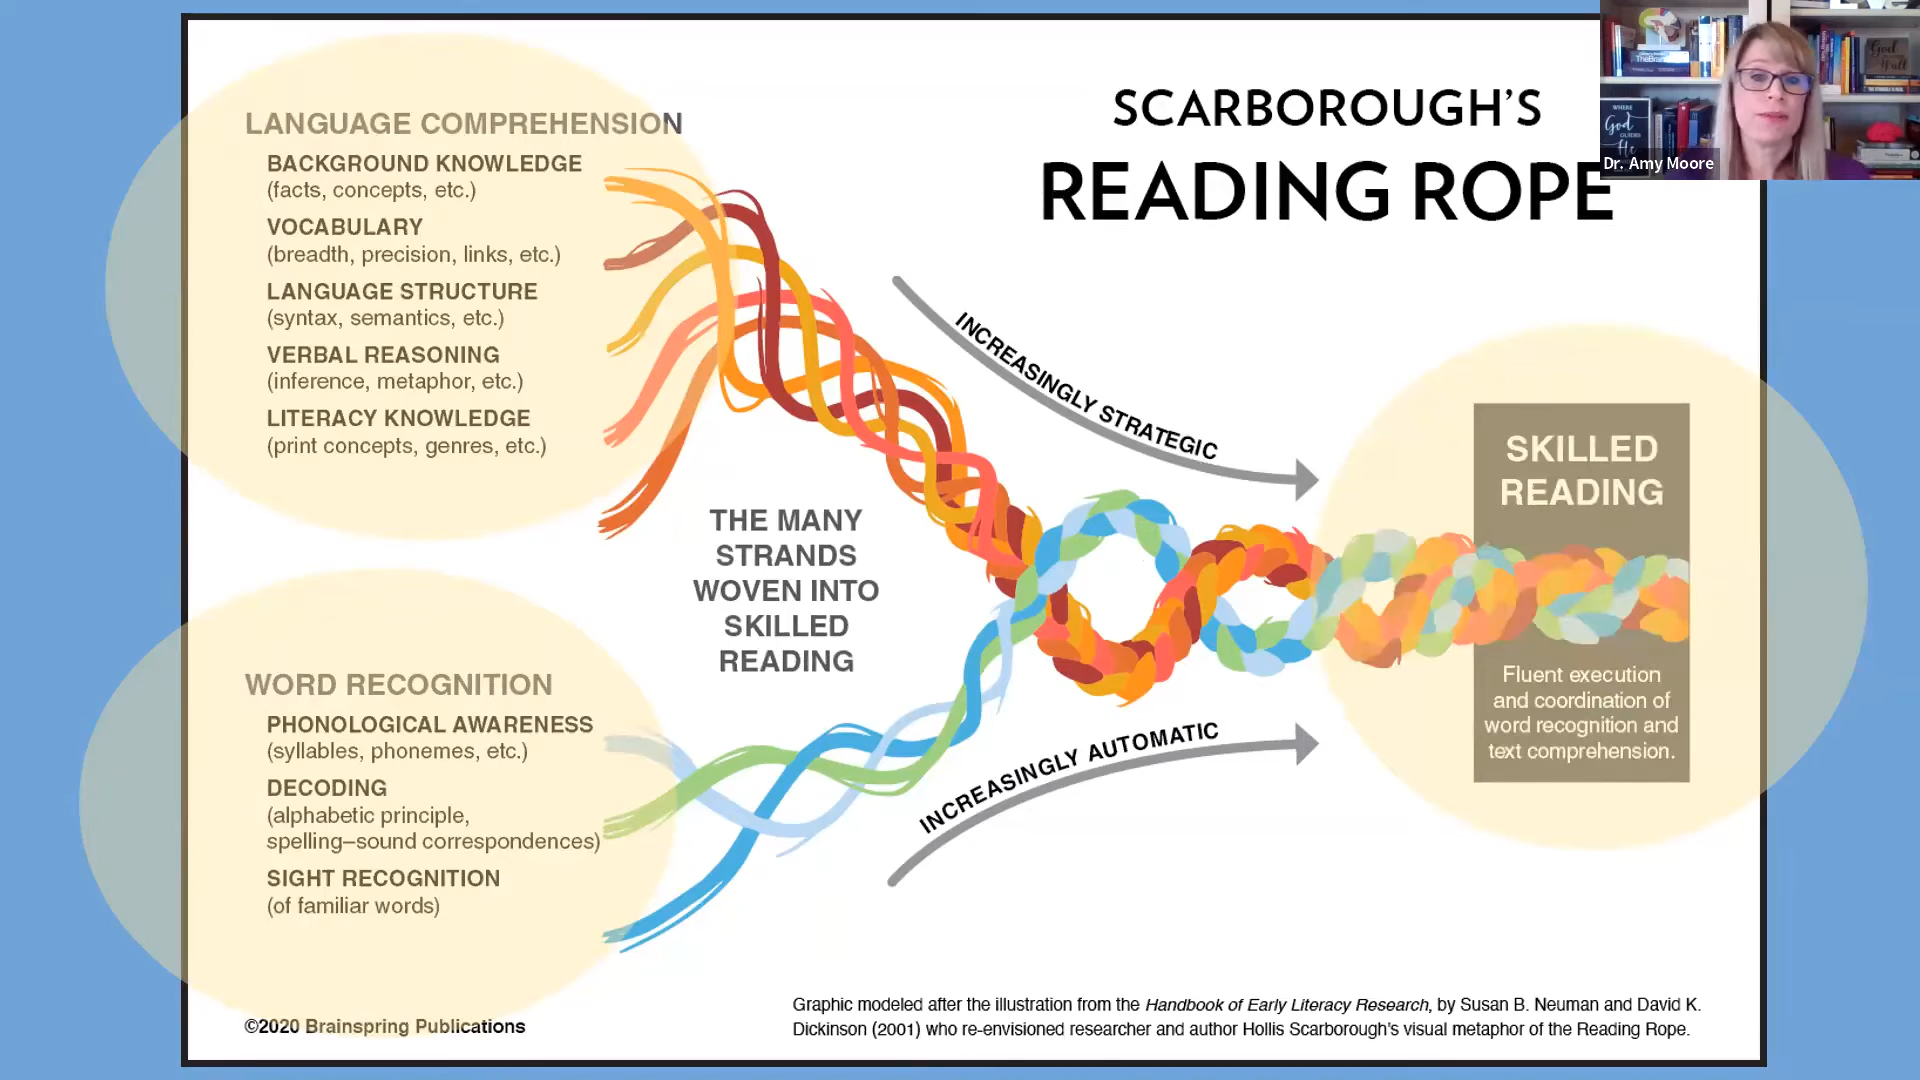 SCARBOROUGH'S
READING ROPE
LANGUAGE COMPREHENSION
BACKGROUND KNOWLEDGE
(facts, concepts, etc.)
VOCABULARY
(breadth, precision, links, etc.)
LANGUAGE STRUCTURE
(syntax, semantics, etc.)
VERBAL REASONING
(inference, metaphor, etc.)
LITERACY KNOWLEDGE
(print concepts, genres, etc.)
THE MANY
STRANDS
WOVEN INTO
SKILLED
READING
WORD RECOGNITION
PHONOLOGICAL AWARENESS
(syllables, phonemes, etc.)
DECODING
(alphabetic principle,
spelling–sound correspondences)
SIGHT RECOGNITION
(of familiar words)
INCREASINGLY STRATEGIC
INCREASINGLY AUTOMATIC
SKILLED
READING
Fluent execution
and coordination of
word recognition and
text comprehension.
©2020 Brainspring Publications
Graphic modeled after the illustration from the Handbook of Early Literacy Research, by Susan B. Neuman and David K.
Dickinson (2001) who re-envisioned researcher and author Hollis Scarborough's visual metaphor of the Reading Rope.
WHERE
God
GUIDES
He
Dr. Amy Moore
God